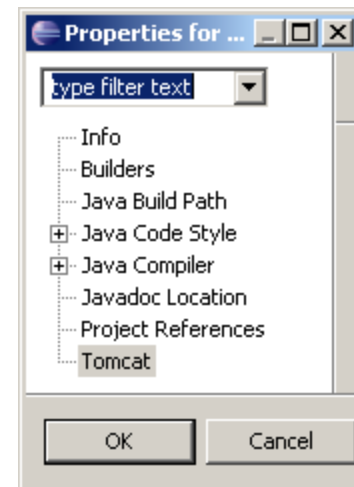 Properties for ...
type filter text
Info
Builders
Java Build Path
Java Code Style
Java Compiler
Javadoc Location
Project References
Tomcat
OK
Cancel